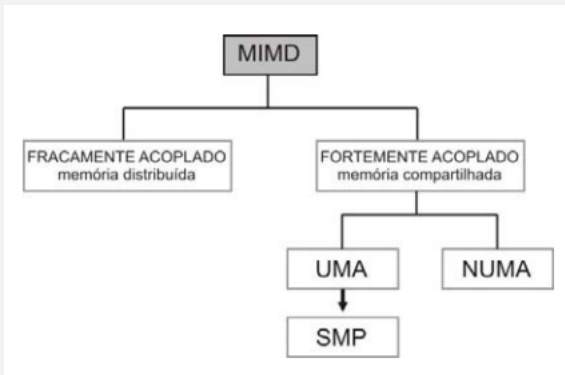 MIMD
FRACAMENTE ACOPLADO
memória distribuída
FORTEMENTE ACOPLADO
memória compartilhada
UMA
NUMA
SMP